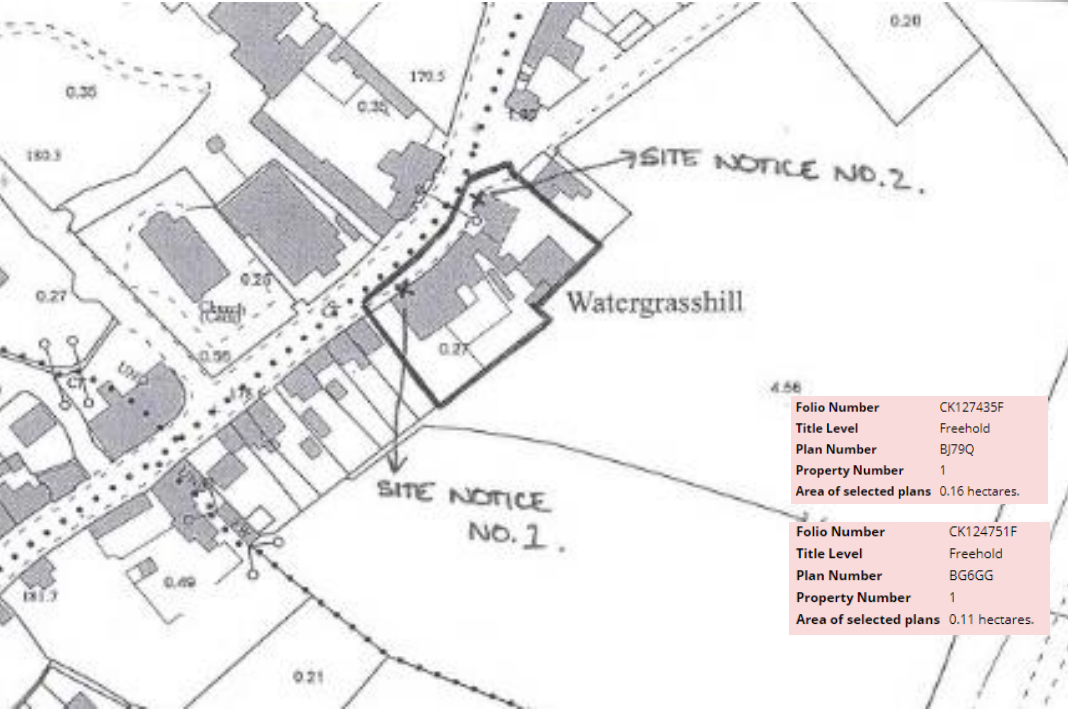 0.20
0.35
170.5
0.35
180.3
SITE NOTICE NO.2.
0.25
0.27
Church
(Cath)
Watergrasshill
0.56
0.27
4.56
SITE NOTICE
NO.1.
Folio Number CK127435F
Title Level Freehold
Plan Number BJ79Q
Property Number 1
Area of selected plans 0.16 hectares.
Folio Number CK124751F
Title Level Freehold
Plan Number BG6GG
Property Number 1
Area of selected plans 0.11 hectares.
0.49
181.7
0.21